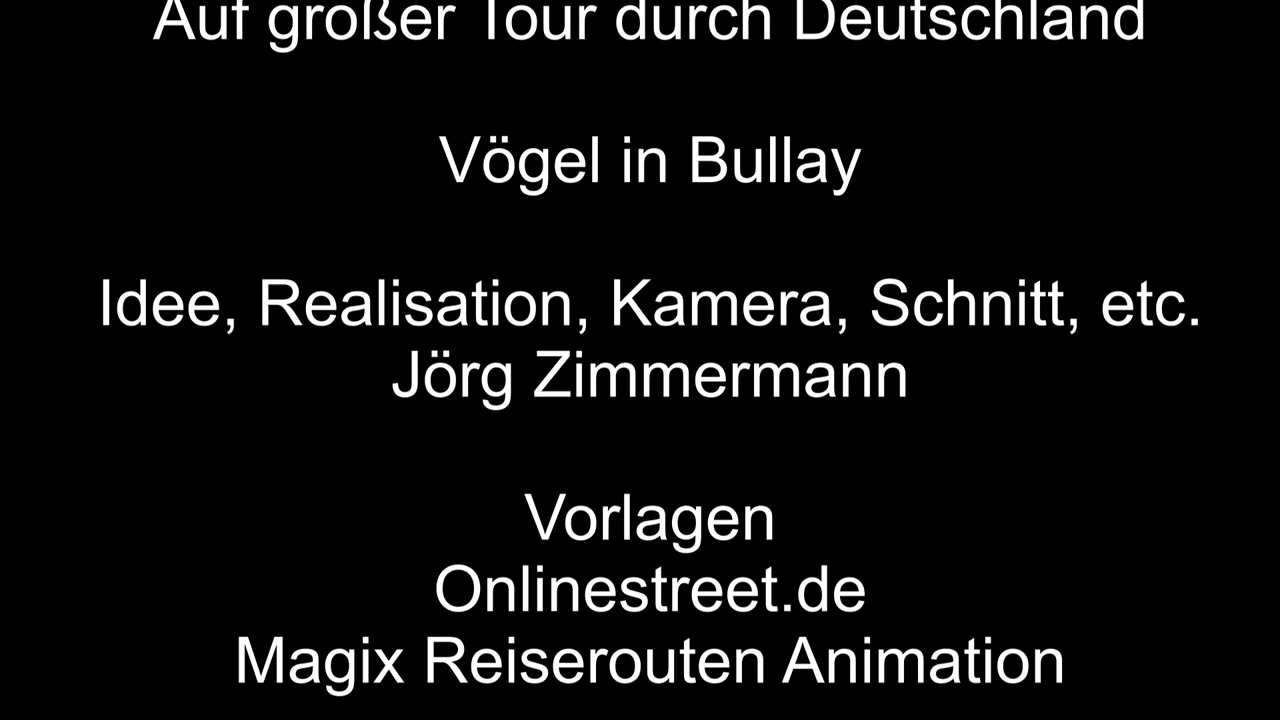 Auf großer Tour durch Deutschland
Vögel in Bullay
Idee, Realisation, Kamera, Schnitt, etc.
Jörg Zimmermann
Vorlagen
Onlinestreet.de
Magix Reiserouten Animation